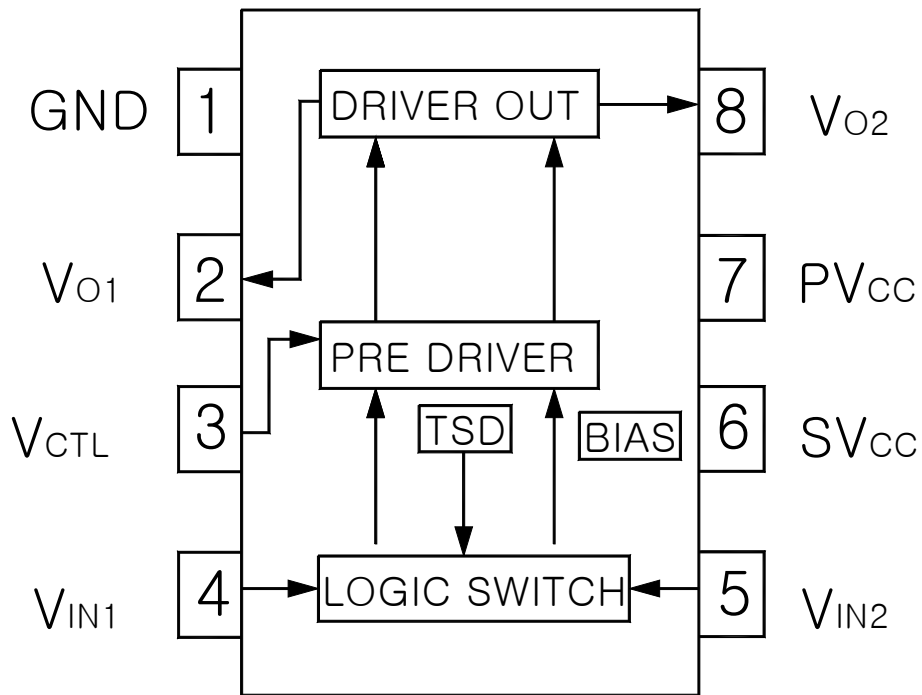 GND 1 DRIVER OUT 8 VO2
VO1 2 7 PVCC
PRE DRIVER
VCTL 3 TSD BIAS 6 SVCC
VIN1 4 LOGIC SWITCH 5 VIN2